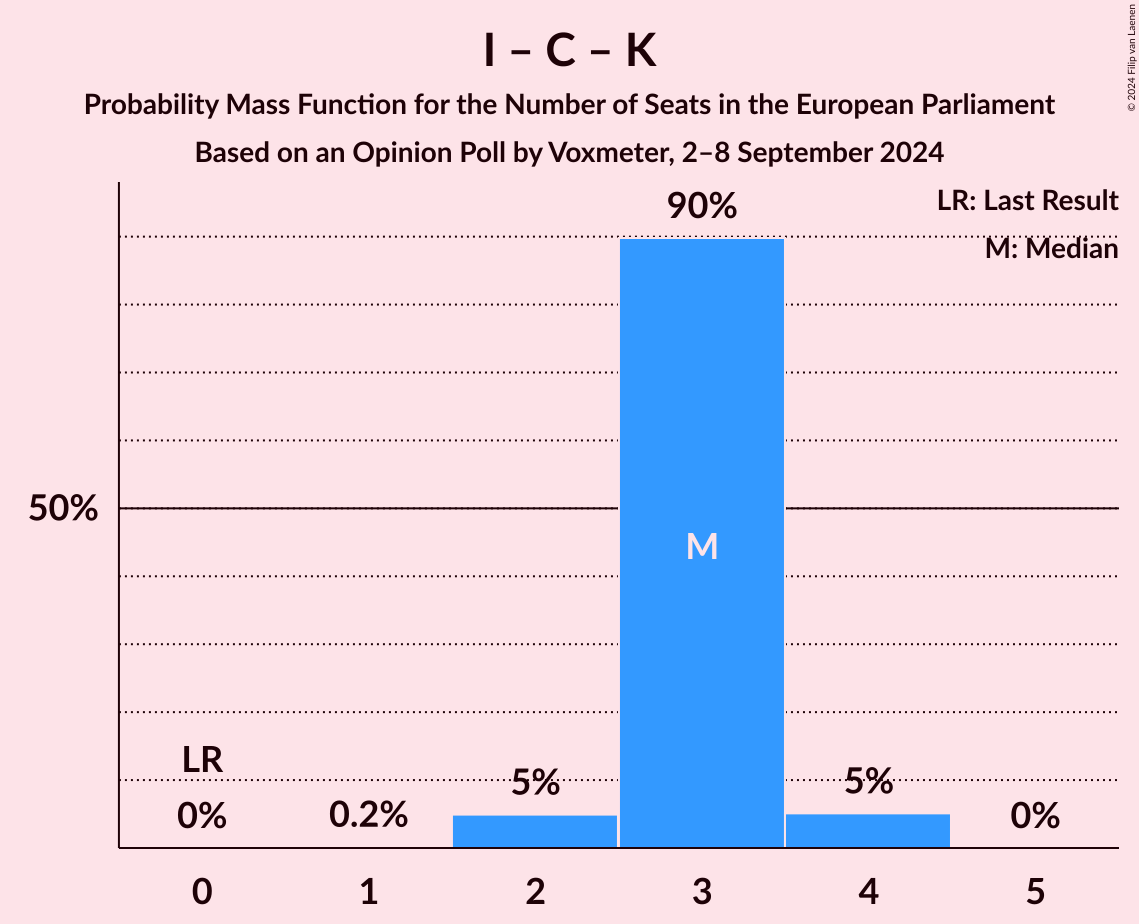 I – C – K
Probability Mass Function for the Number of Seats in the European Parliament
Based on an Opinion Poll by Voxmeter, 2–8 September 2024
© 2024 Filip van Laenen
LR: Last Result
M: Median
90%
50%
M
LR
0%
0.2%
5%
5%
0%
0
1
2
3
4
5